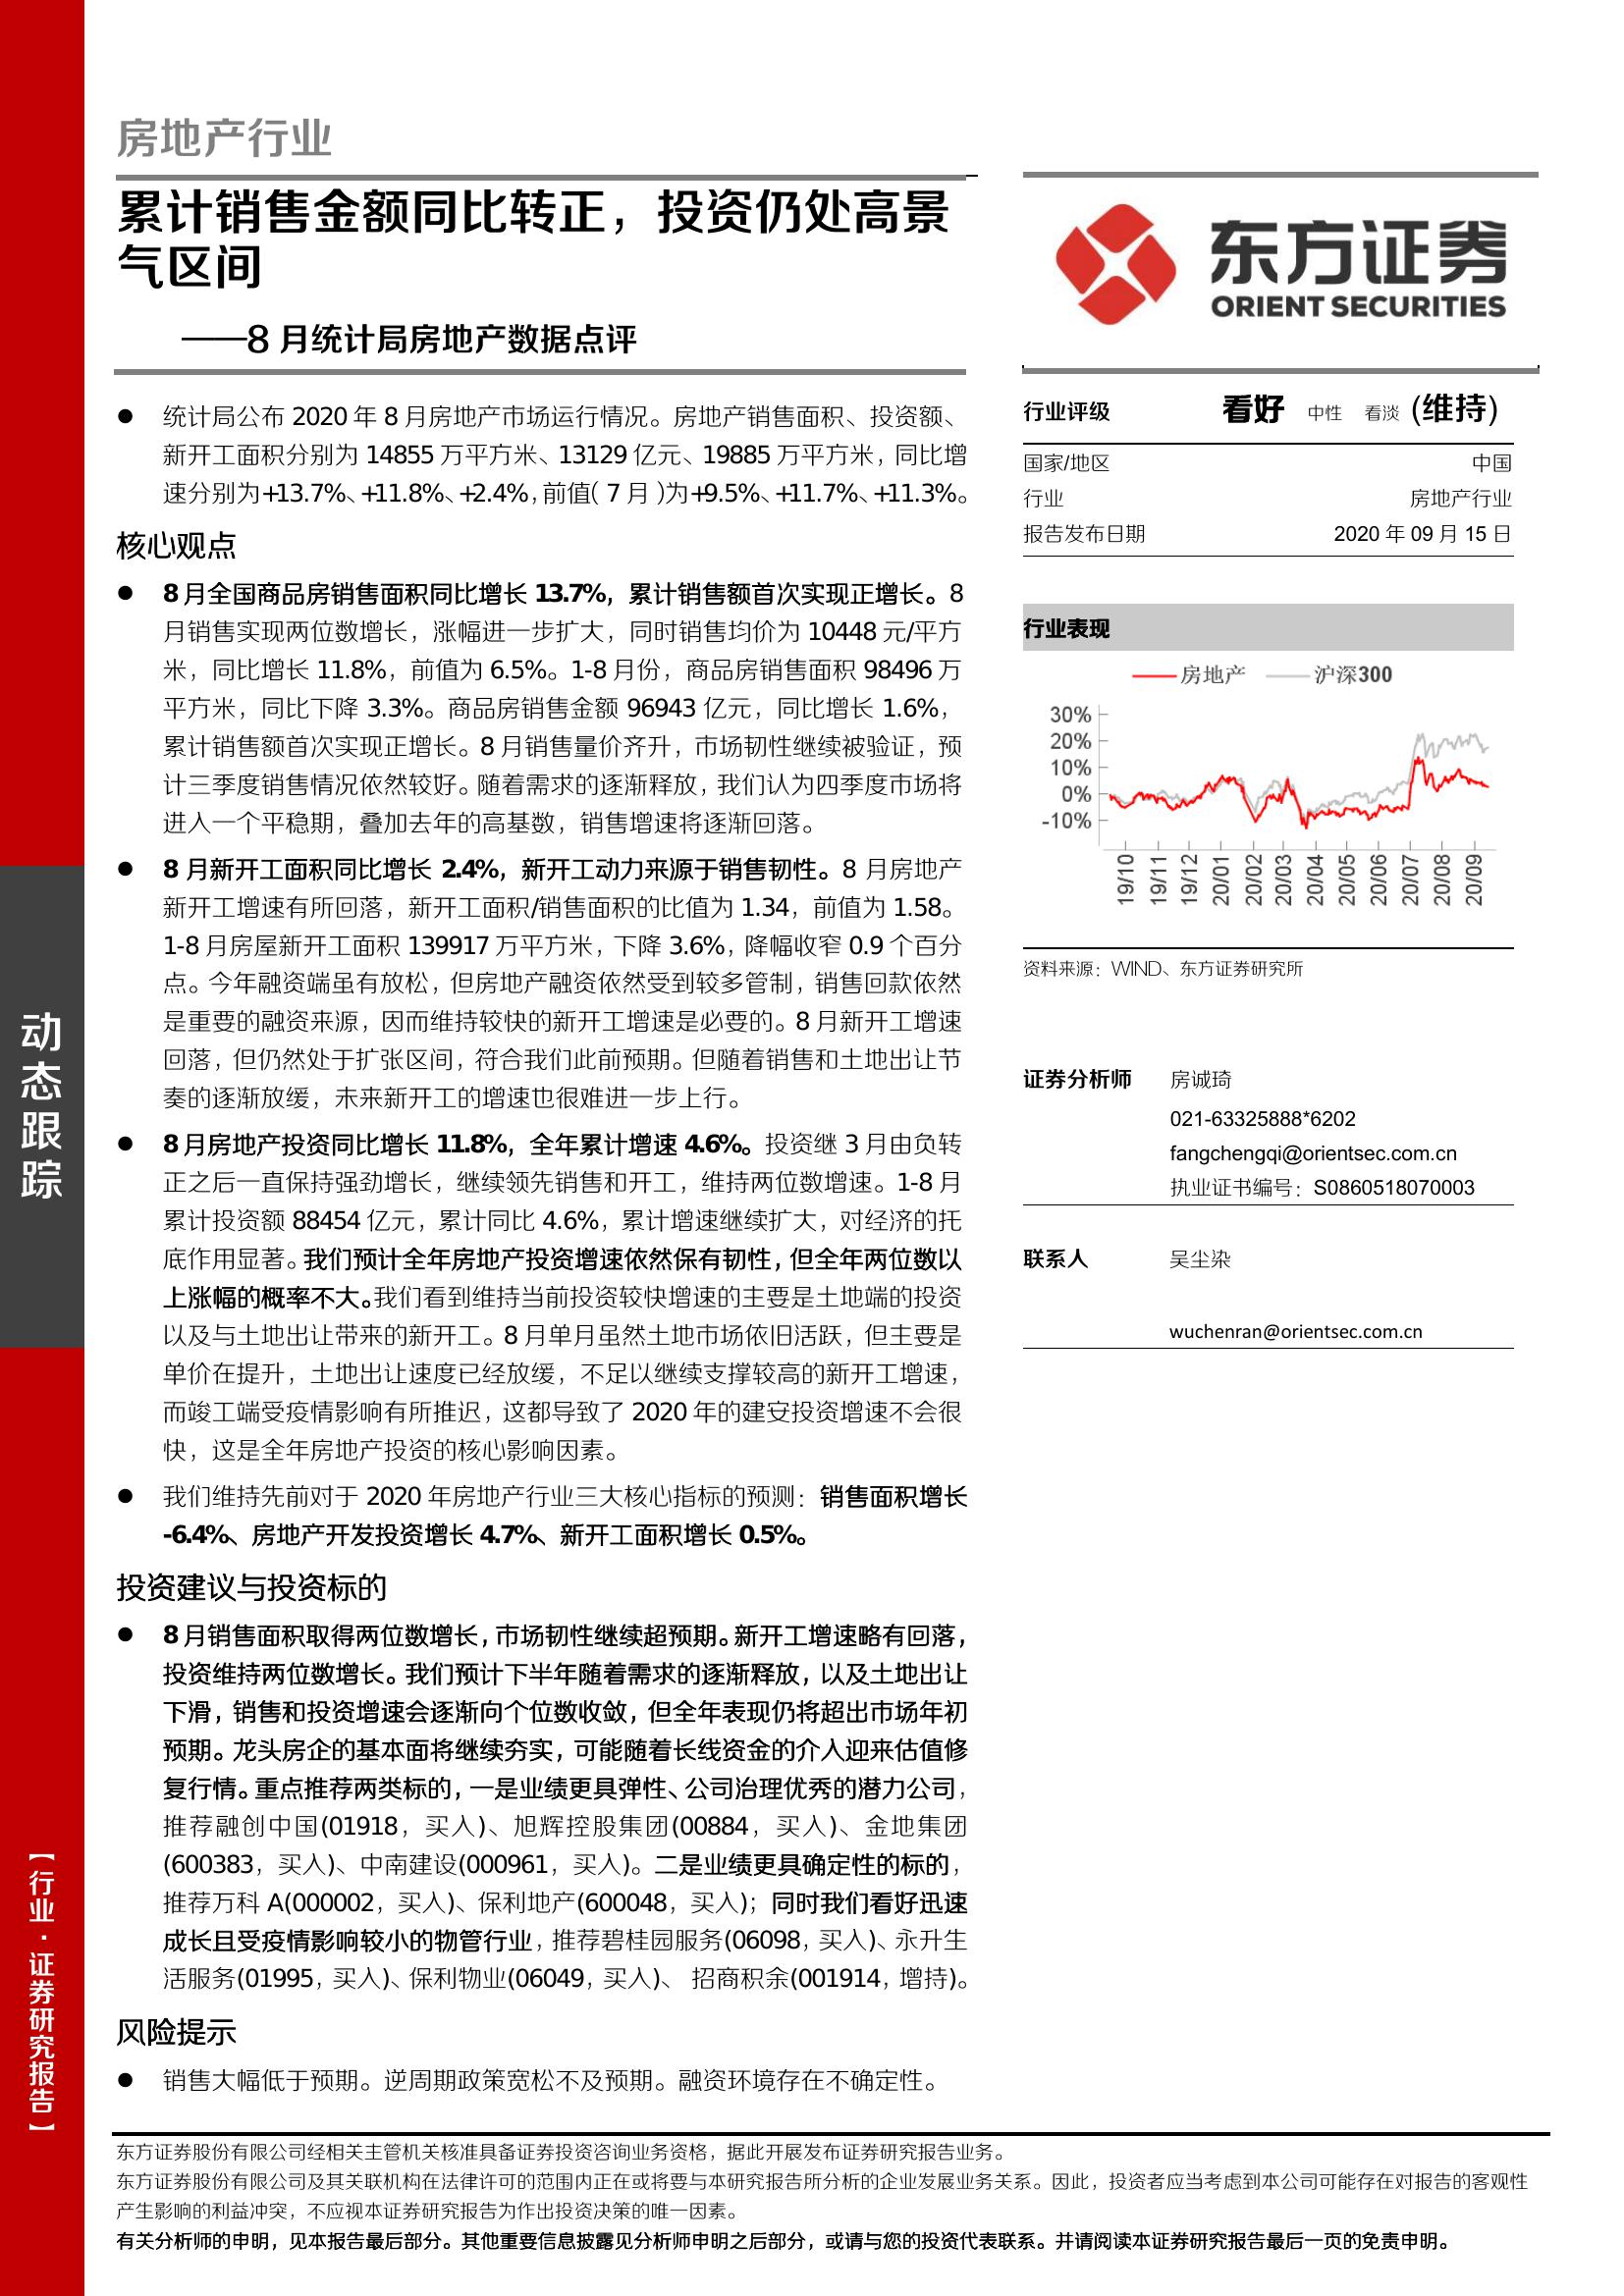 房地产行业
累计销售金额同比转正，投资仍处高景
气区间
——8 月统计局房地产数据点评
● 统计局公布 2020 年 8 月房地产市场运行情况。房地产销售面积、投资额、
新开工面积分别为 14855 万平方米、13129 亿元、19885 万平方米，同比增
速分别为+13.7%、+11.8%、+2.4%，前值（7 月）为+9.5%、+11.7%、+11.3%。
核心观点
● 8 月全国商品房销售面积同比增长 13.7%，累计销售额首次实现正增长。8
月销售实现两位数增长，涨幅进一步扩大，同时销售均价为 10448 元/平方
米，同比增长 11.8%，前值为 6.5%。1-8 月份，商品房销售面积 98496 万
平方米，同比下降 3.3%。商品房销售金额 96943 亿元，同比增长 1.6%，
累计销售额首次实现正增长。8 月销售量价齐升，市场韧性继续被验证，预
计三季度销售情况依然较好。随着需求的逐渐释放，我们认为四季度市场将
进入一个平稳期，叠加去年的高基数，销售增速将逐渐回落。
● 8 月新开工面积同比增长 2.4%，新开工动力来源于销售韧性。8 月房地产
新开工增速有所回落，新开工面积/销售面积的比值为 1.34，前值为 1.58。
1-8 月房屋新开工面积 139917 万平方米，下降 3.6%，降幅收窄 0.9 个百分
点。今年融资端虽有放松，但房地产融资依然受到较多管制，销售回款依然
是重要的融资来源，因而维持较快的新开工增速是必要的。8 月新开工增速
回落，但仍然处于扩张区间，符合我们此前预期。但随着销售和土地出让节
奏的逐渐放缓，未来新开工的增速也很难进一步上行。
● 8 月房地产投资同比增长 11.8%，全年累计增速 4.6%。投资继 3 月由负转
正之后一直保持强劲增长，继续领先销售和开工，维持两位数增速。1-8 月
累计投资额 88454 亿元，累计同比 4.6%，累计增速继续扩大，对经济的托
底作用显著。我们预计全年房地产投资增速依然保有韧性，但全年两位数以
上涨幅的概率不大。我们看到维持当前投资较快增速的主要是土地端的投资
以及与土地出让带来的新开工。8 月单月虽然土地市场依旧活跃，但主要是
单价在提升，土地出让速度已经放缓，不足以继续支撑较高的新开工增速，
而竣工端受疫情影响有所推迟，这都导致了 2020 年的建安投资增速不会很
快，这是全年房地产投资的核心影响因素。
● 我们维持先前对于 2020 年房地产行业三大核心指标的预测：销售面积增长
-6.4%、房地产开发投资增长 4.7%、新开工面积增长 0.5%。
投资建议与投资标的
● 8 月销售面积取得两位数增长，市场韧性继续超预期。新开工增速略有回落，
投资维持两位数增长。我们预计下半年随着需求的逐渐释放，以及土地出让
下滑，销售和投资增速会逐渐向个位数收敛，但全年表现仍将超出市场年初
预期。龙头房企的基本面将继续夯实，可能随着长线资金的介入迎来估值修
复行情。重点推荐两类标的，一是业绩更具弹性、公司治理优秀的潜力公司，
推荐融创中国(01918，买入)、旭辉控股集团(00884，买入)、金地集团
(600383，买入)、中南建设(000961，买入)。二是业绩更具确定性的标的，
推荐万科 A(000002，买入)、保利地产(600048，买入)；同时我们看好迅速
成长且受疫情影响较小的物管行业，推荐碧桂园服务(06098，买入)、永升生
活服务(01995，买入)、保利物业(06049，买入)、 招商积余(001914，增持)。
风险提示
● 销售大幅低于预期。逆周期政策宽松不及预期。融资环境存在不确定性。
东方证券
ORIENT SECURITIES
行业评级 看好 中性 看淡 (维持)
国家/地区 中国
行业 房地产行业
报告发布日期 2020 年 09 月 15 日
行业表现
房地产 沪深300
30%
20%
10%
0%
-10%
19/10 19/11 19/12 20/01 20/02 20/03 20/04 20/05 20/06 20/07 20/08 20/09
资料来源：WIND、东方证券研究所
证券分析师 房诚琦
021-63325888*6202
fangchengqi@orientsec.com.cn
执业证书编号：S0860518070003
联系人 吴尘染
wuchenran@orientsec.com.cn
动态跟踪
【行业·证券研究报告】
东方证券股份有限公司经相关主管机关核准具备证券投资咨询业务资格，据此开展发布证券研究报告业务。
东方证券股份有限公司及其关联机构在法律许可的范围内正在或将要与本研究报告所分析的企业发展业务关系。因此，投资者应当考虑到本公司可能存在对报告的客观性
产生影响的利益冲突，不应视本证券研究报告为作出投资决策的唯一因素。
有关分析师的申明，见本报告最后部分。其他重要信息披露见分析师申明之后部分，或请与您的投资代表联系。并请阅读本证券研究报告最后一页的免责申明。